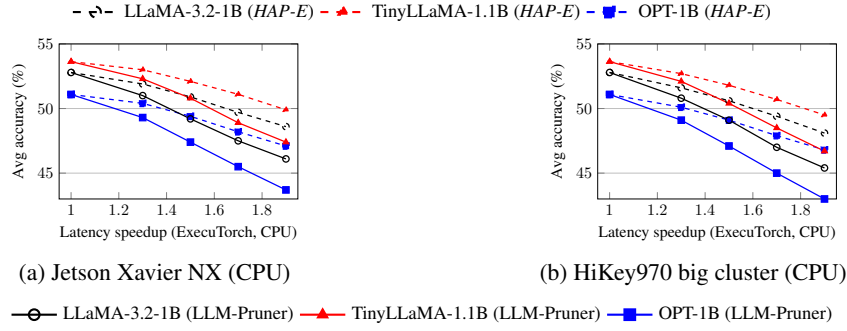 LLaMA-3.2-1B (HAP-E) TinyLLaMA-1.1B (HAP-E) OPT-1B (HAP-E)
55
50
45
Avg accuracy (%)
1 1.2 1.4 1.6 1.8
Latency speedup (ExecuTorch, CPU)
(a) Jetson Xavier NX (CPU)
55
50
45
Avg accuracy (%)
1 1.2 1.4 1.6 1.8
Latency speedup (ExecuTorch, CPU)
(b) HiKey970 big cluster (CPU)
LLaMA-3.2-1B (LLM-Pruner) TinyLLaMA-1.1B (LLM-Pruner) OPT-1B (LLM-Pruner)